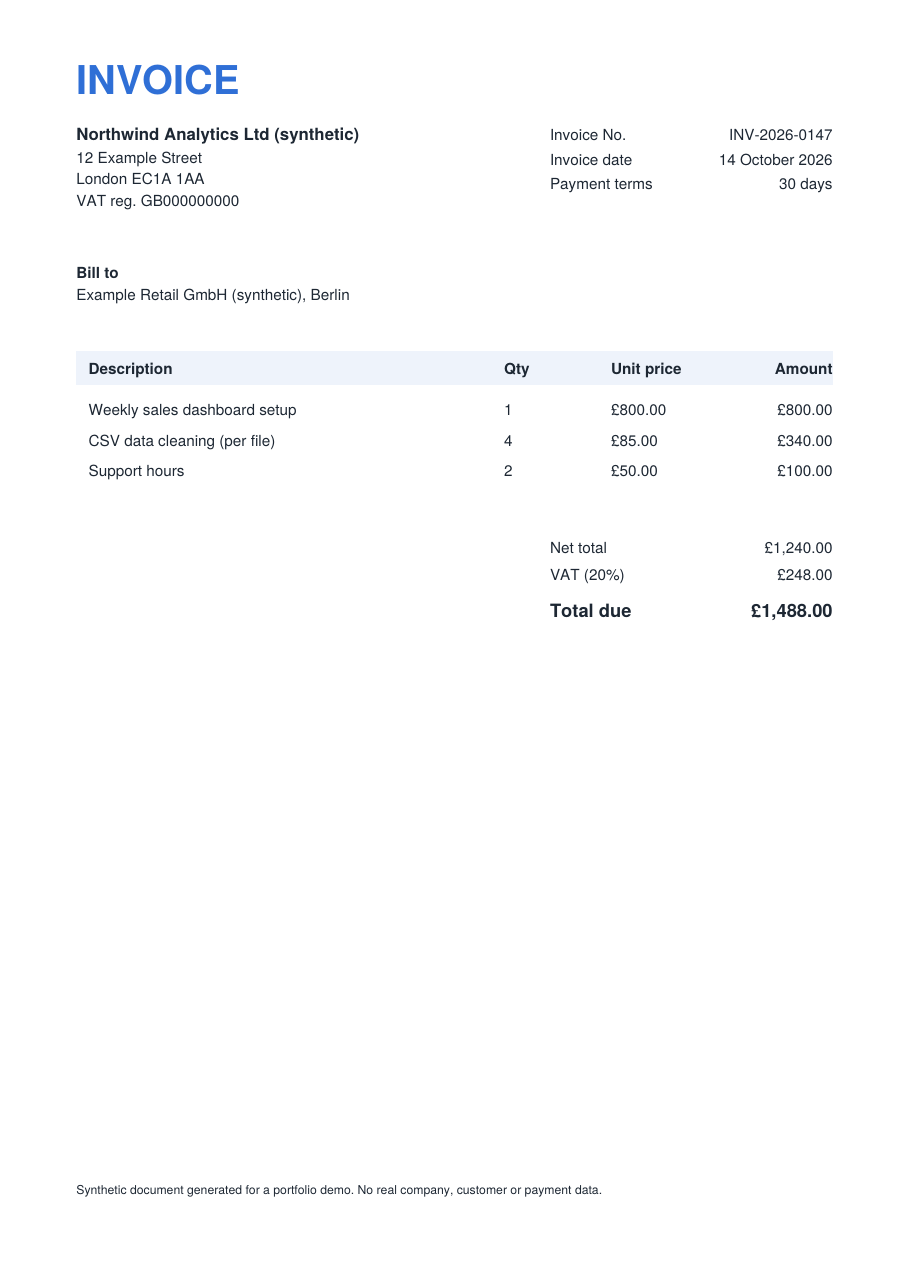 INVOICE
Northwind Analytics Ltd (synthetic)
12 Example Street
London EC1A 1AA
VAT reg. GB000000000
Invoice No. INV-2026-0147
Invoice date 14 October 2026
Payment terms 30 days
Bill to
Example Retail GmbH (synthetic), Berlin
Description Qty Unit price Amount
Weekly sales dashboard setup 1 £800.00 £800.00
CSV data cleaning (per file) 4 £85.00 £340.00
Support hours 2 £50.00 £100.00
Net total £1,240.00
VAT (20%) £248.00
Total due £1,488.00
Synthetic document generated for a portfolio demo. No real company, customer or payment data.